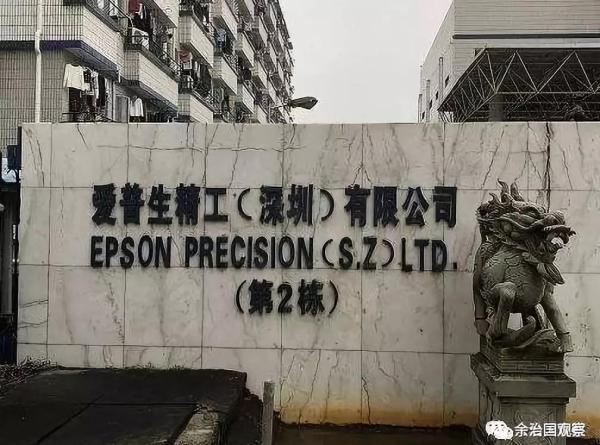 爱普生精工（深圳）有限公司
EPSON PRECISION (S.Z) LTD.
（第2栋）
余治国观察